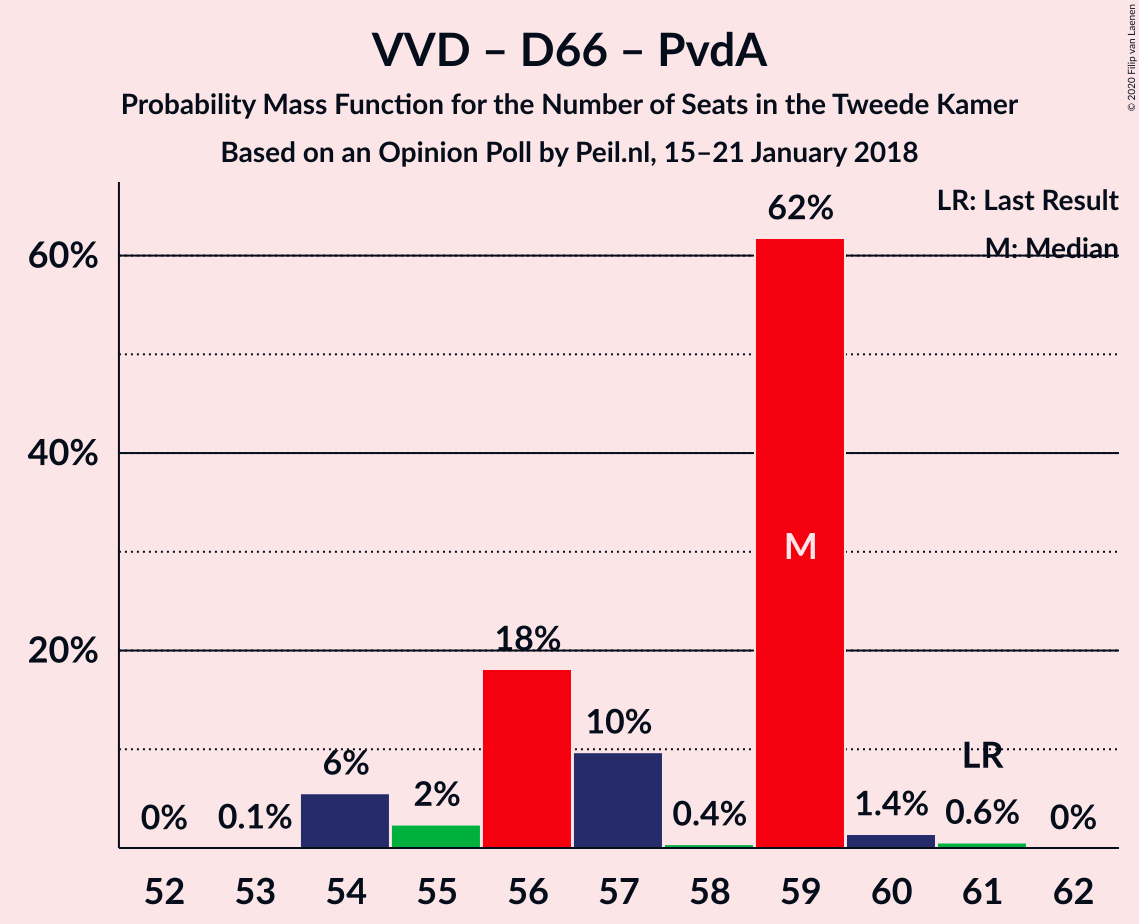 VVD – D66 – PvdA
Probability Mass Function for the Number of Seats in the Tweede Kamer
Based on an Opinion Poll by Peil.nl, 15–21 January 2018
© 2020 Filip van Laenen
LR: Last Result
M: Median
60%
40%
20%
0%
0.1%
6%
2%
18%
10%
0.4%
62%
M
1.4%
LR
0.6%
0%
52 53 54 55 56 57 58 59 60 61 62